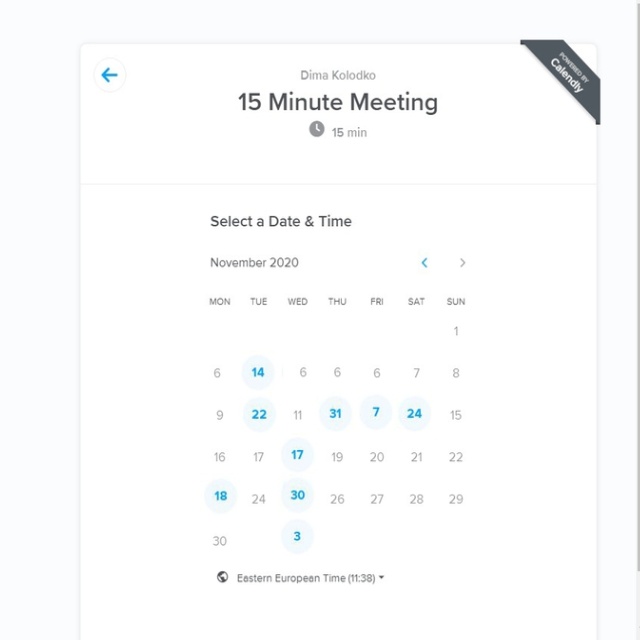 POWERED BY
Calendly
Dima Kolodko
15 Minute Meeting
15 min
Select a Date & Time
November 2020
MON TUE WED THU FRI SAT SUN
1
6 14 6 6 6 7 8
9 22 11 31 7 24 15
16 17 17 19 20 21 22
18 24 30 26 27 28 29
30 3
Eastern European Time (11:38)